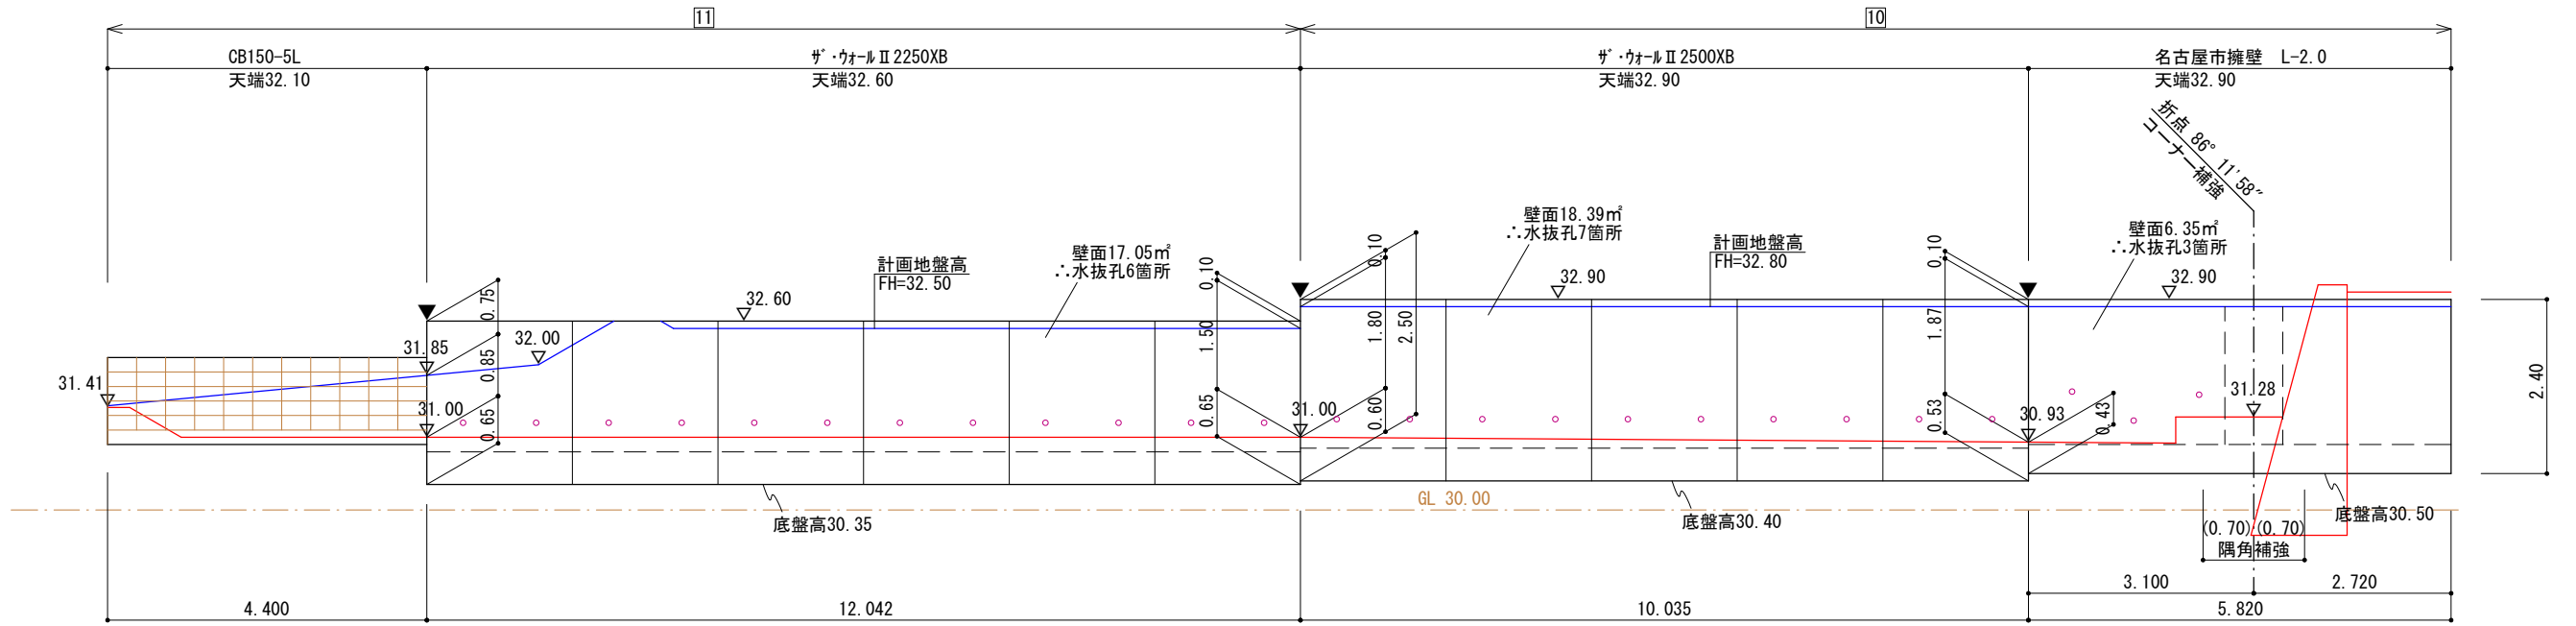 11
10
CB150-5L
天端32.10
ｻﾞ･ｳｫｰﾙⅡ2250XB
天端32.60
ｻﾞ･ｳｫｰﾙⅡ2500XB
天端32.90
名古屋市擁壁 L-2.0
天端32.90
折点 86° 11'58"
コーナー補強
壁面17.05㎡
∴水抜孔6箇所
壁面18.39㎡
∴水抜孔7箇所
壁面6.35㎡
∴水抜孔3箇所
計画地盤高
FH=32.50
計画地盤高
FH=32.80
32.60
32.90
32.90
31.41
31.85
32.00
31.00
31.00
30.93
31.28
0.75
0.85
0.65
0.10
1.50
0.65
0.10
1.80
2.50
0.60
0.10
1.87
0.53
0.43
2.40
GL 30.00
底盤高30.35
底盤高30.40
底盤高30.50
(0.70)(0.70)
隅角補強
3.100
2.720
4.400
12.042
10.035
5.820